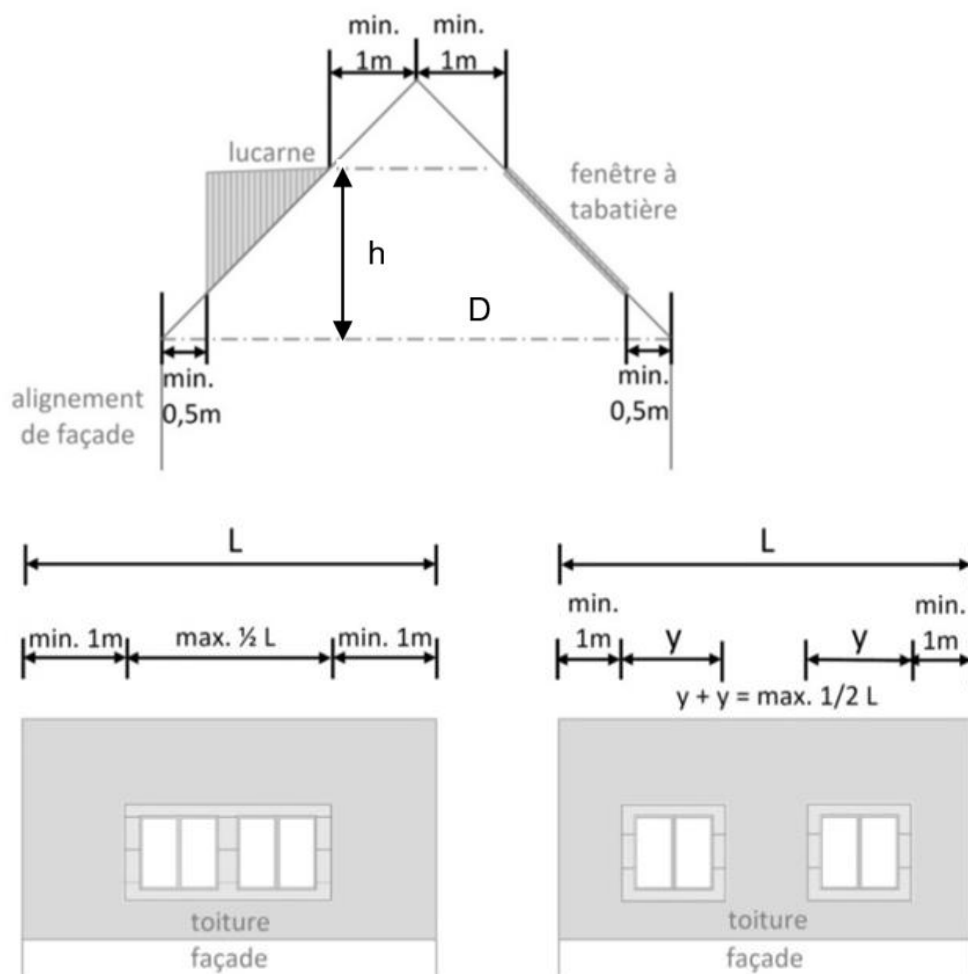 min. min.
1m 1m
lucarne
fenêtre à
tabatière
h
D
min.
0,5m
min.
0,5m
alignement
de façade
L
min. 1m max. ½ L min. 1m
toiture
façade
L
min.
1m
y
y
min.
1m
y + y = max. 1/2 L
toiture
façade